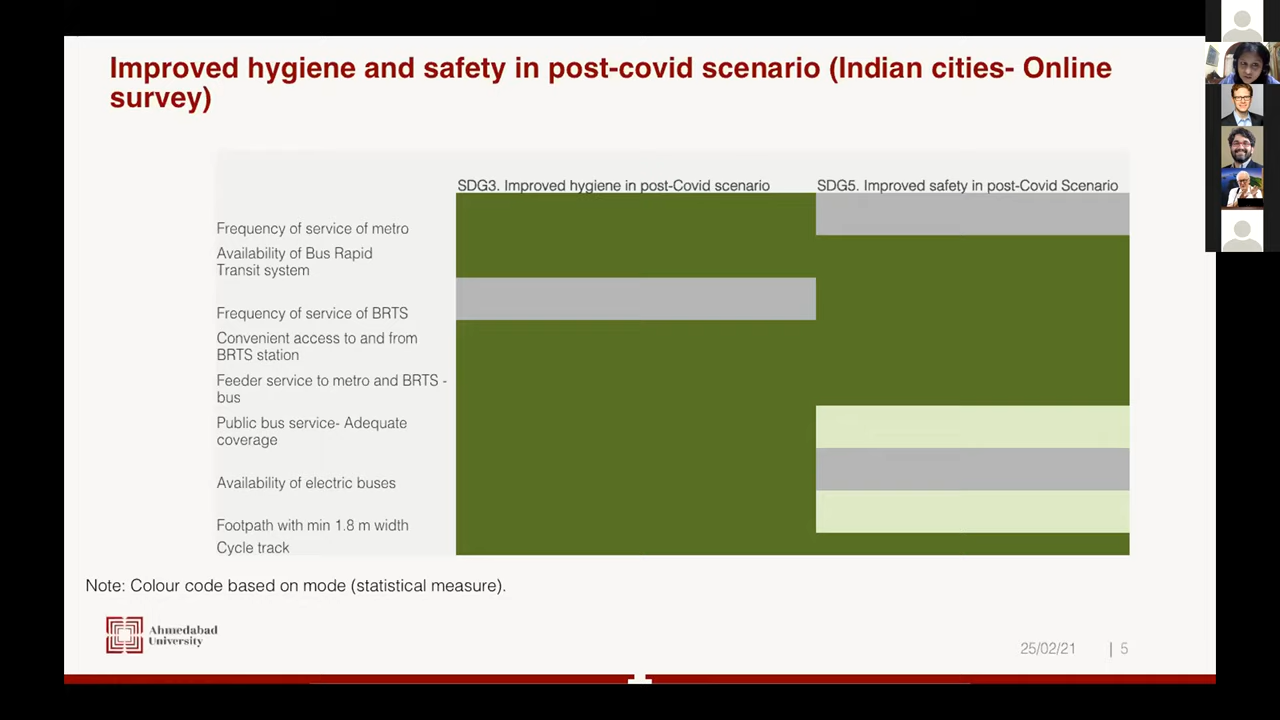 Improved hygiene and safety in post-covid scenario (Indian cities- Online
survey)
SDG3. Improved hygiene in post-Covid scenario
SDG5. Improved safety in post-Covid Scenario
Frequency of service of metro
Availability of Bus Rapid
Transit system
Frequency of service of BRTS
Convenient access to and from
BRTS station
Feeder service to metro and BRTS -
bus
Public bus service- Adequate
coverage
Availability of electric buses
Footpath with min 1.8 m width
Cycle track
Note: Colour code based on mode (statistical measure).
Ahmedabad
University
25/02/21 | 5